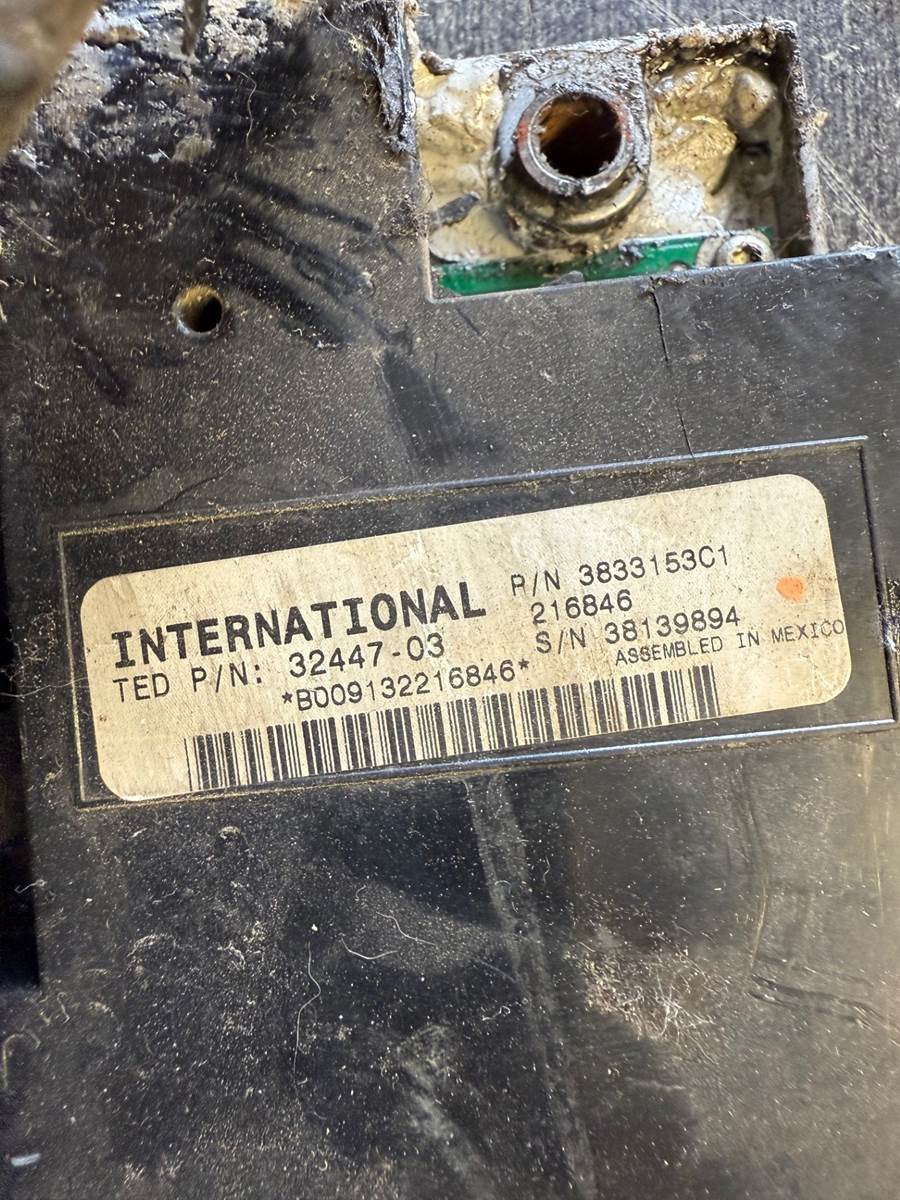 INTERNATIONAL
P/N 3833153C1
216846
TED P/N: 32447-03
S/N 38139894
*B009132216846*
ASSEMBLED IN MEXICO